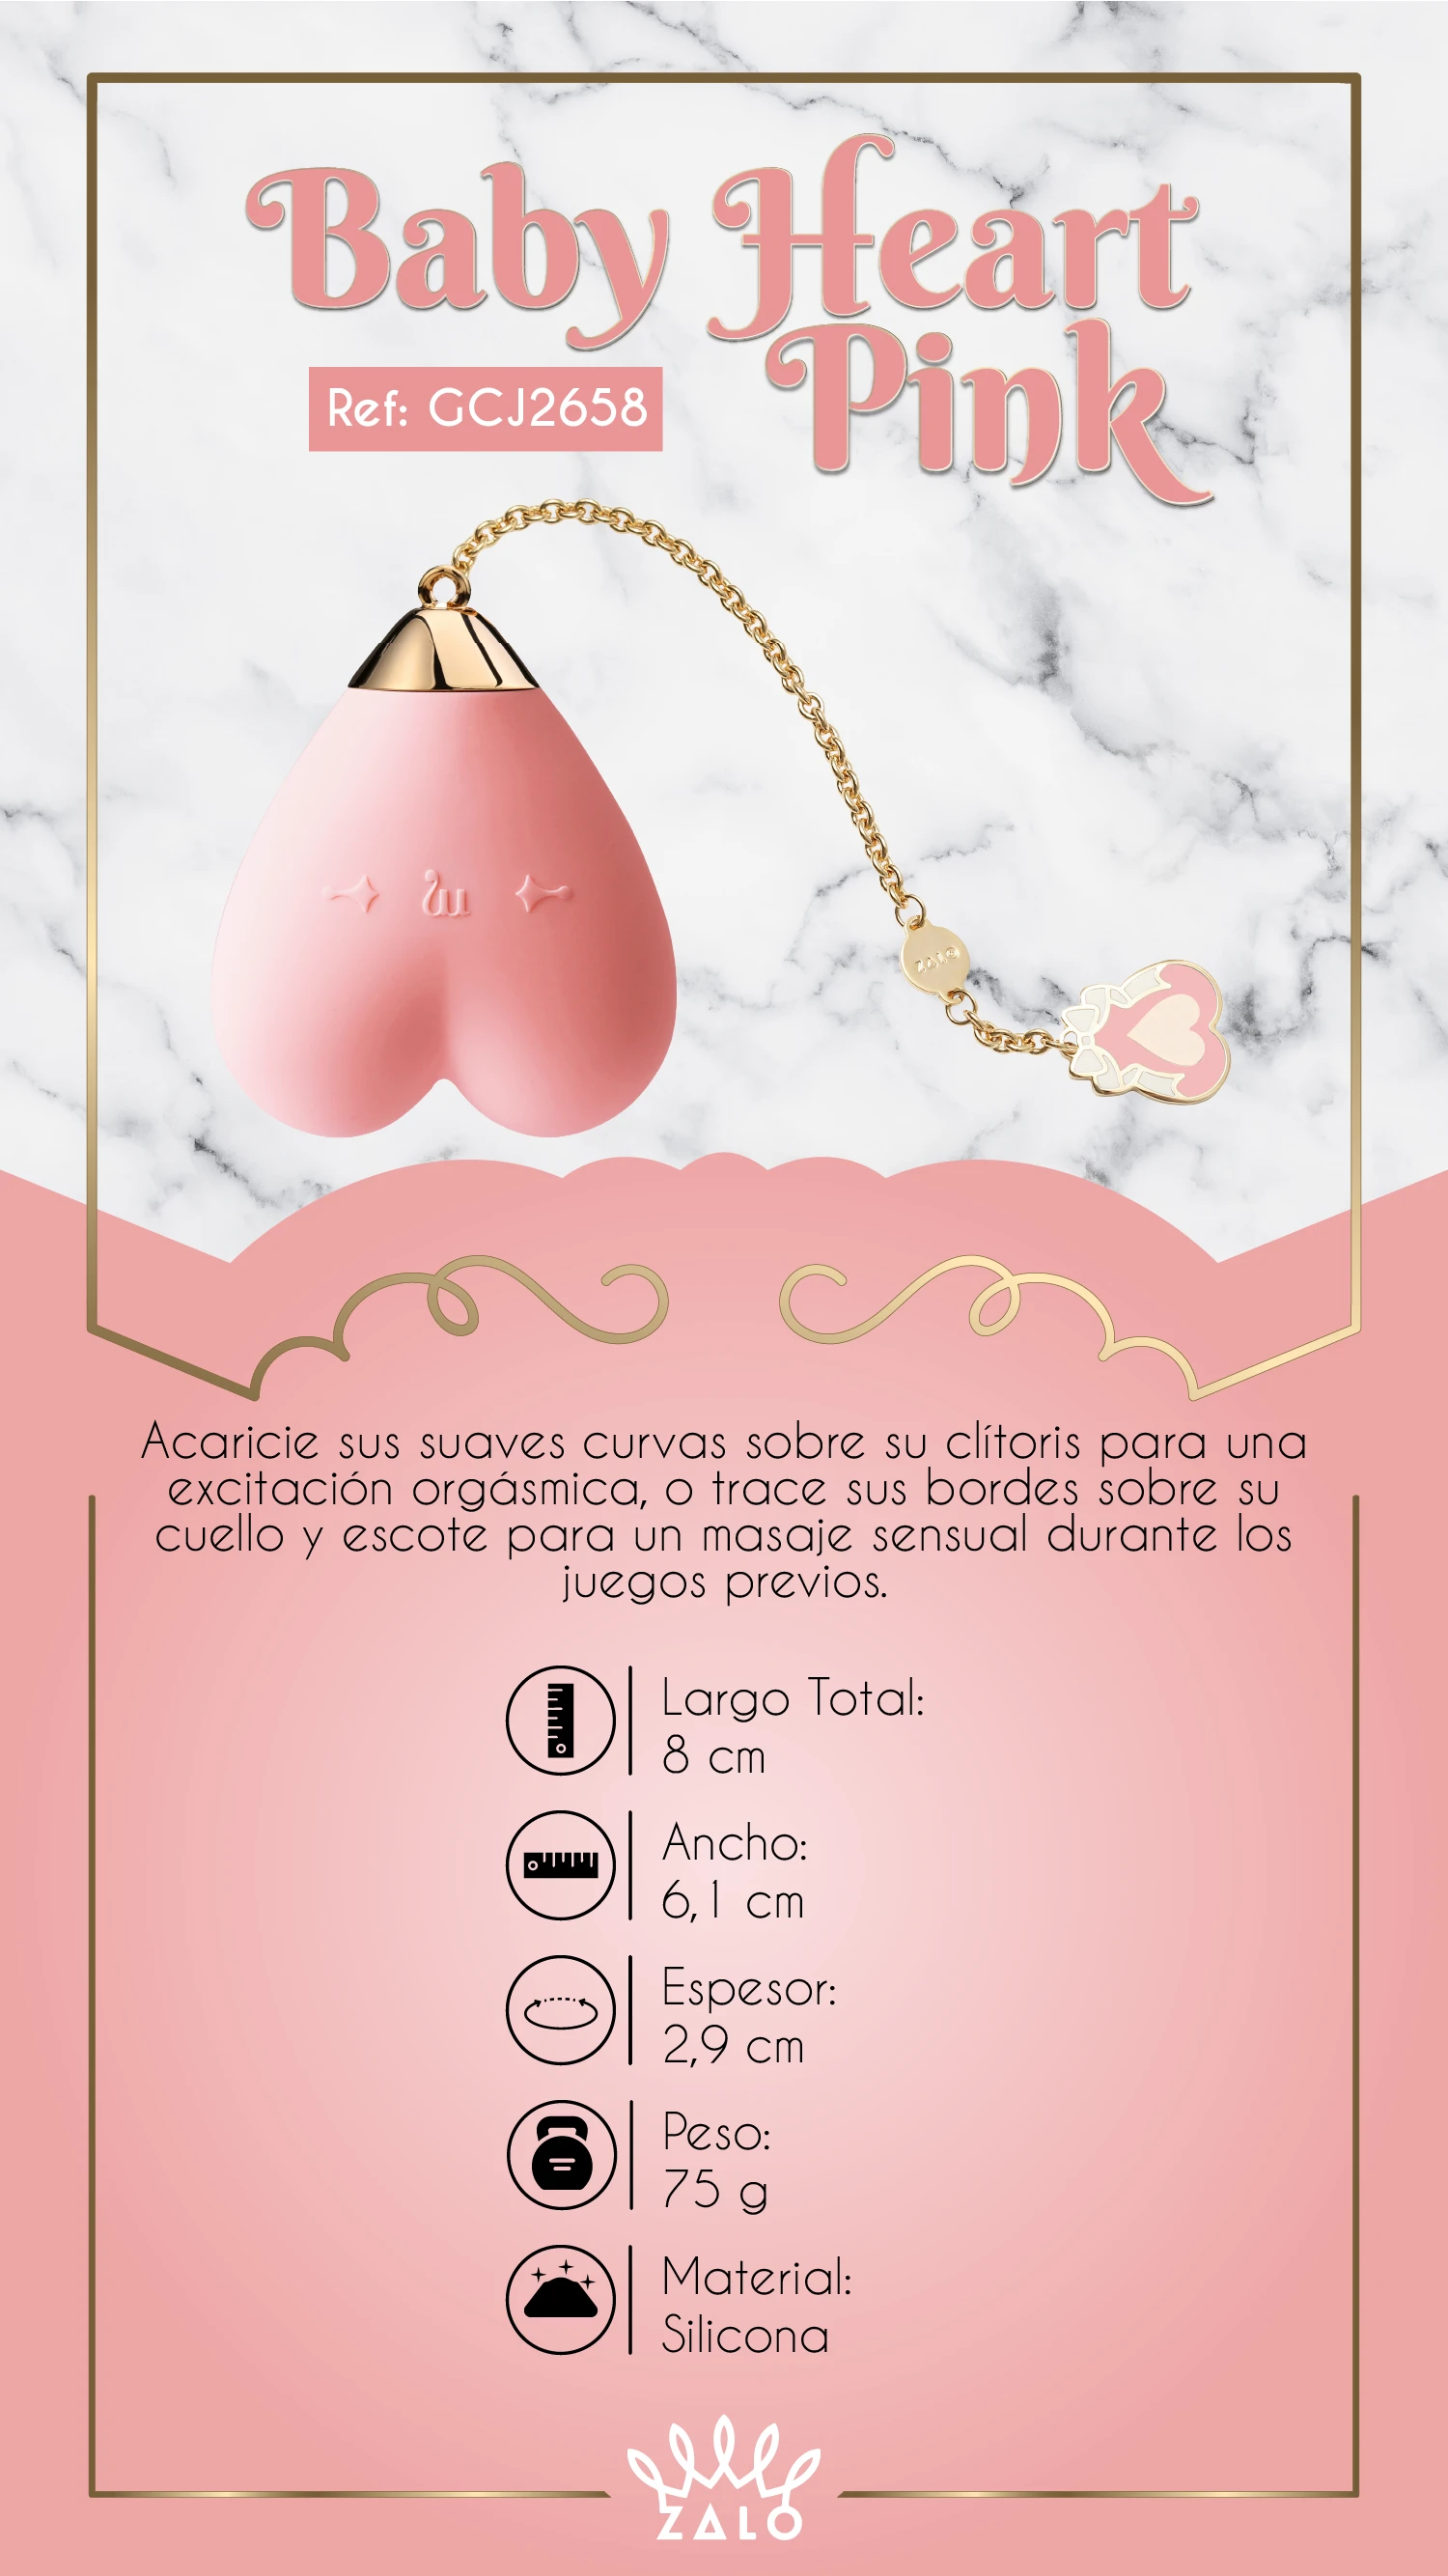 Baby Heart
Pink
Ref: GCJ2658
ZALO
Acaricie sus suaves curvas sobre su clítoris para una
excitación orgásmica, o trace sus bordes sobre su
cuello y escote para un masaje sensual durante los
juegos previos.
Largo Total:
8 cm
Ancho:
6,1 cm
Espesor:
2,9 cm
Peso:
75 g
Material:
Silicona
ZALO